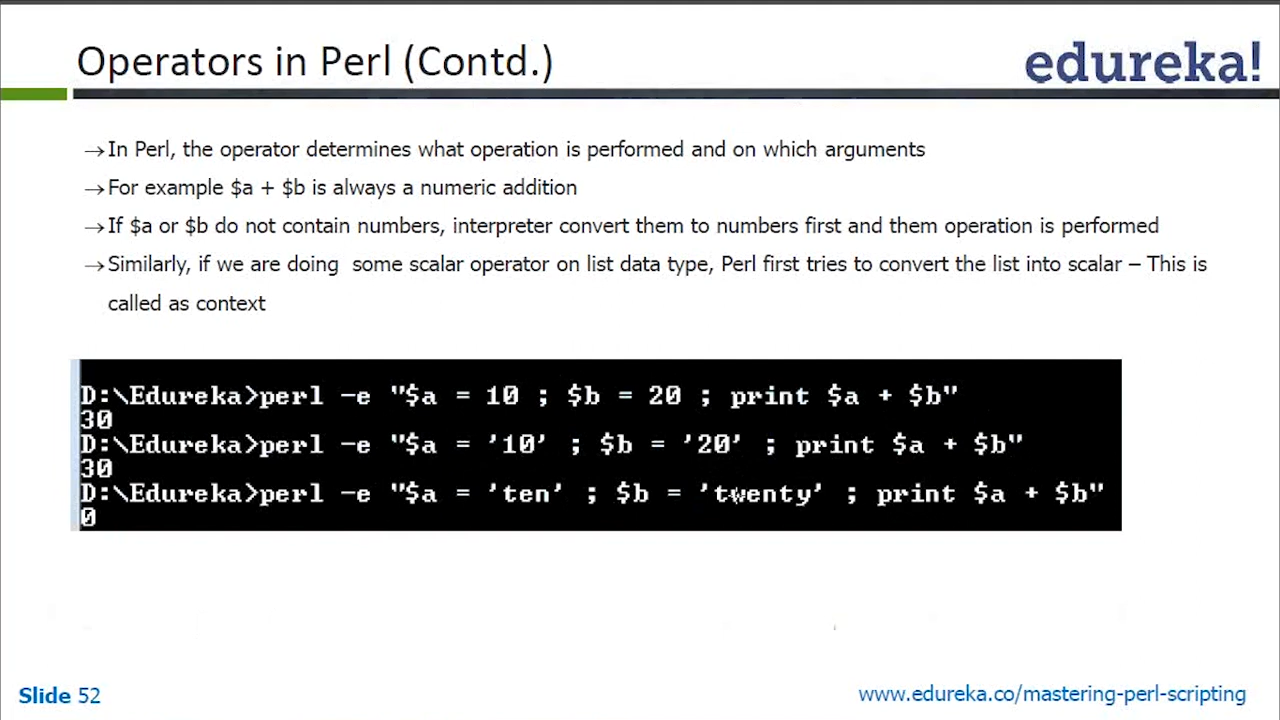 Operators in Perl (Contd.)
edureka!
→In Perl, the operator determines what operation is performed and on which arguments
→For example $a + $b is always a numeric addition
→If $a or $b do not contain numbers, interpreter convert them to numbers first and them operation is performed
→Similarly, if we are doing  some scalar operator on list data type, Perl first tries to convert the list into scalar – This is
called as context
D:\Edureka>perl -e "$a = 10 ; $b = 20 ; print $a + $b"
30
D:\Edureka>perl -e "$a = '10' ; $b = '20' ; print $a + $b"
30
D:\Edureka>perl -e "$a = 'ten' ; $b = 'twenty' ; print $a + $b"
0
Slide 52
www.edureka.co/mastering-perl-scripting